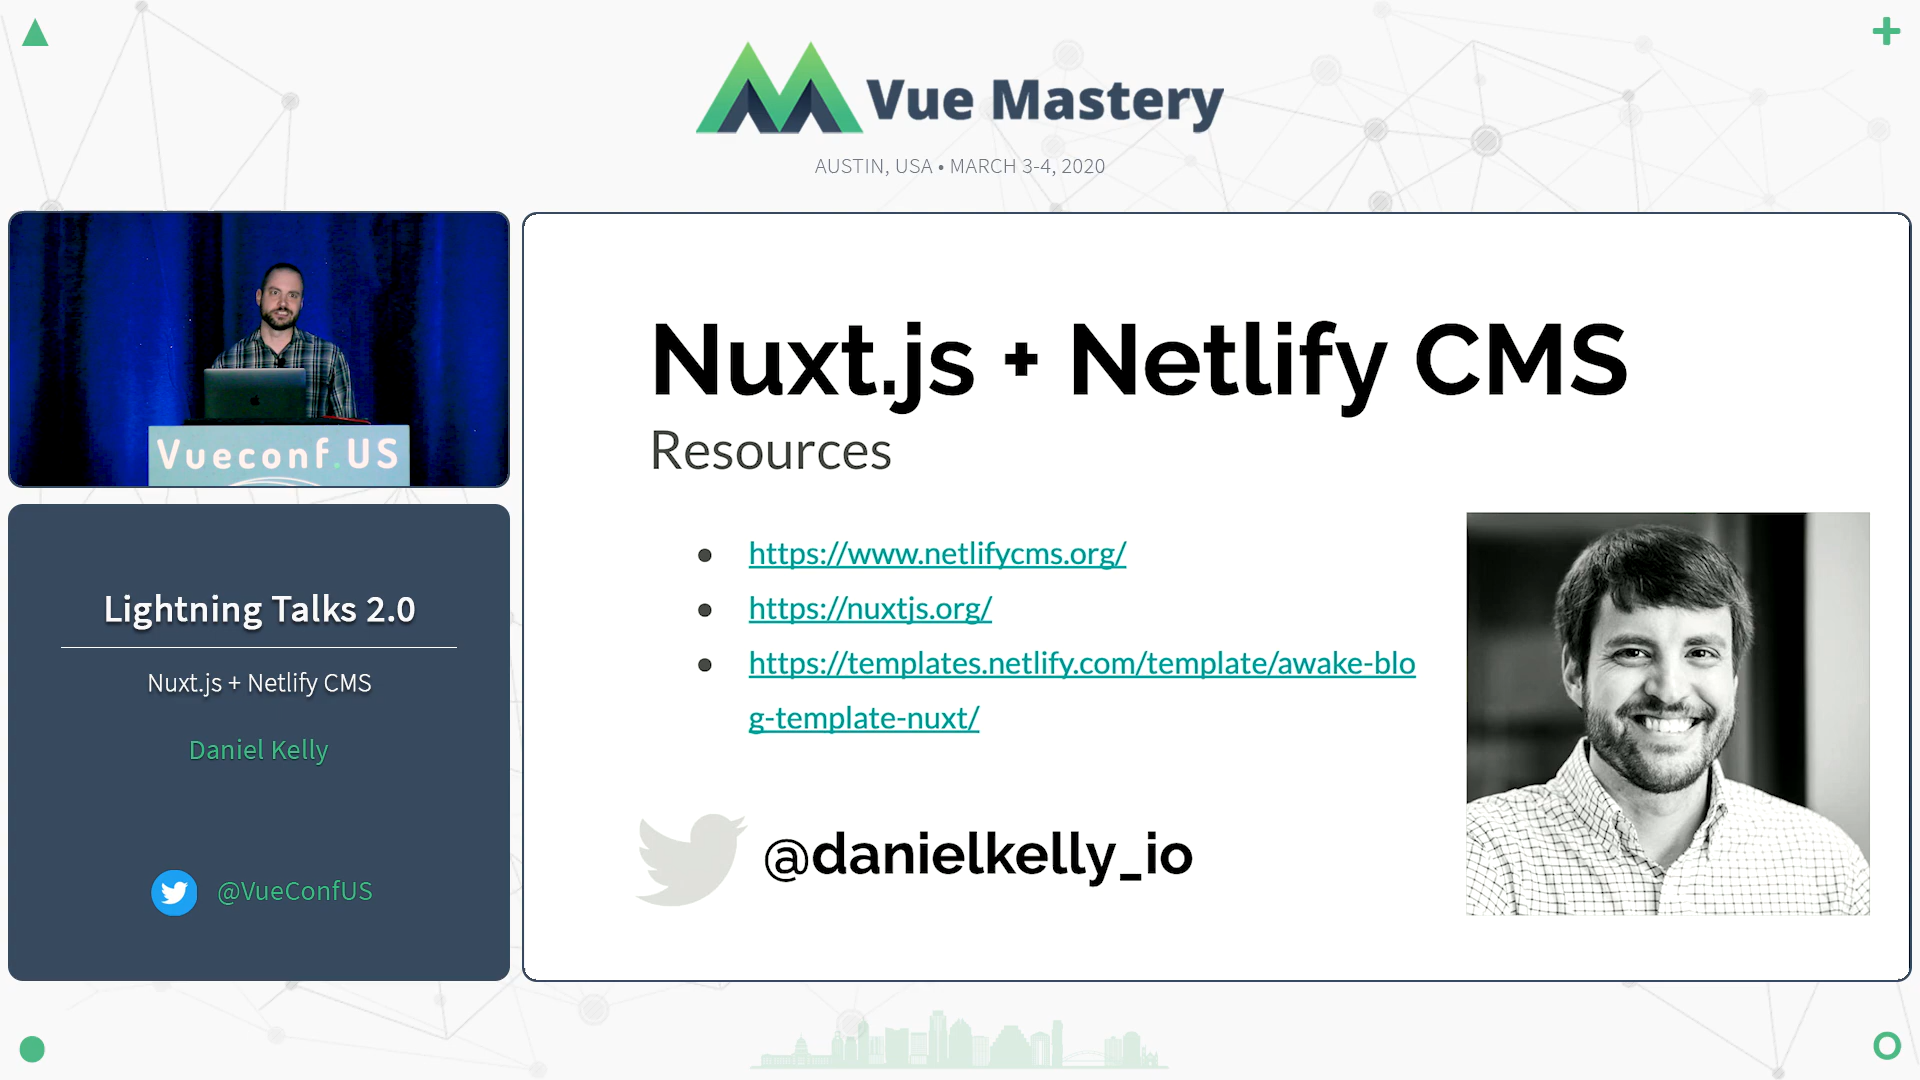 Vue Mastery
AUSTIN, USA • MARCH 3-4, 2020
Vueconf.US
Lightning Talks 2.0
Nuxt.js + Netlify CMS
Daniel Kelly
@VueConfUS
Nuxt.js + Netlify CMS
Resources
https://www.netlifycms.org/
https://nuxtjs.org/
https://templates.netlify.com/template/awake-blo
g-template-nuxt/
@danielkelly_io